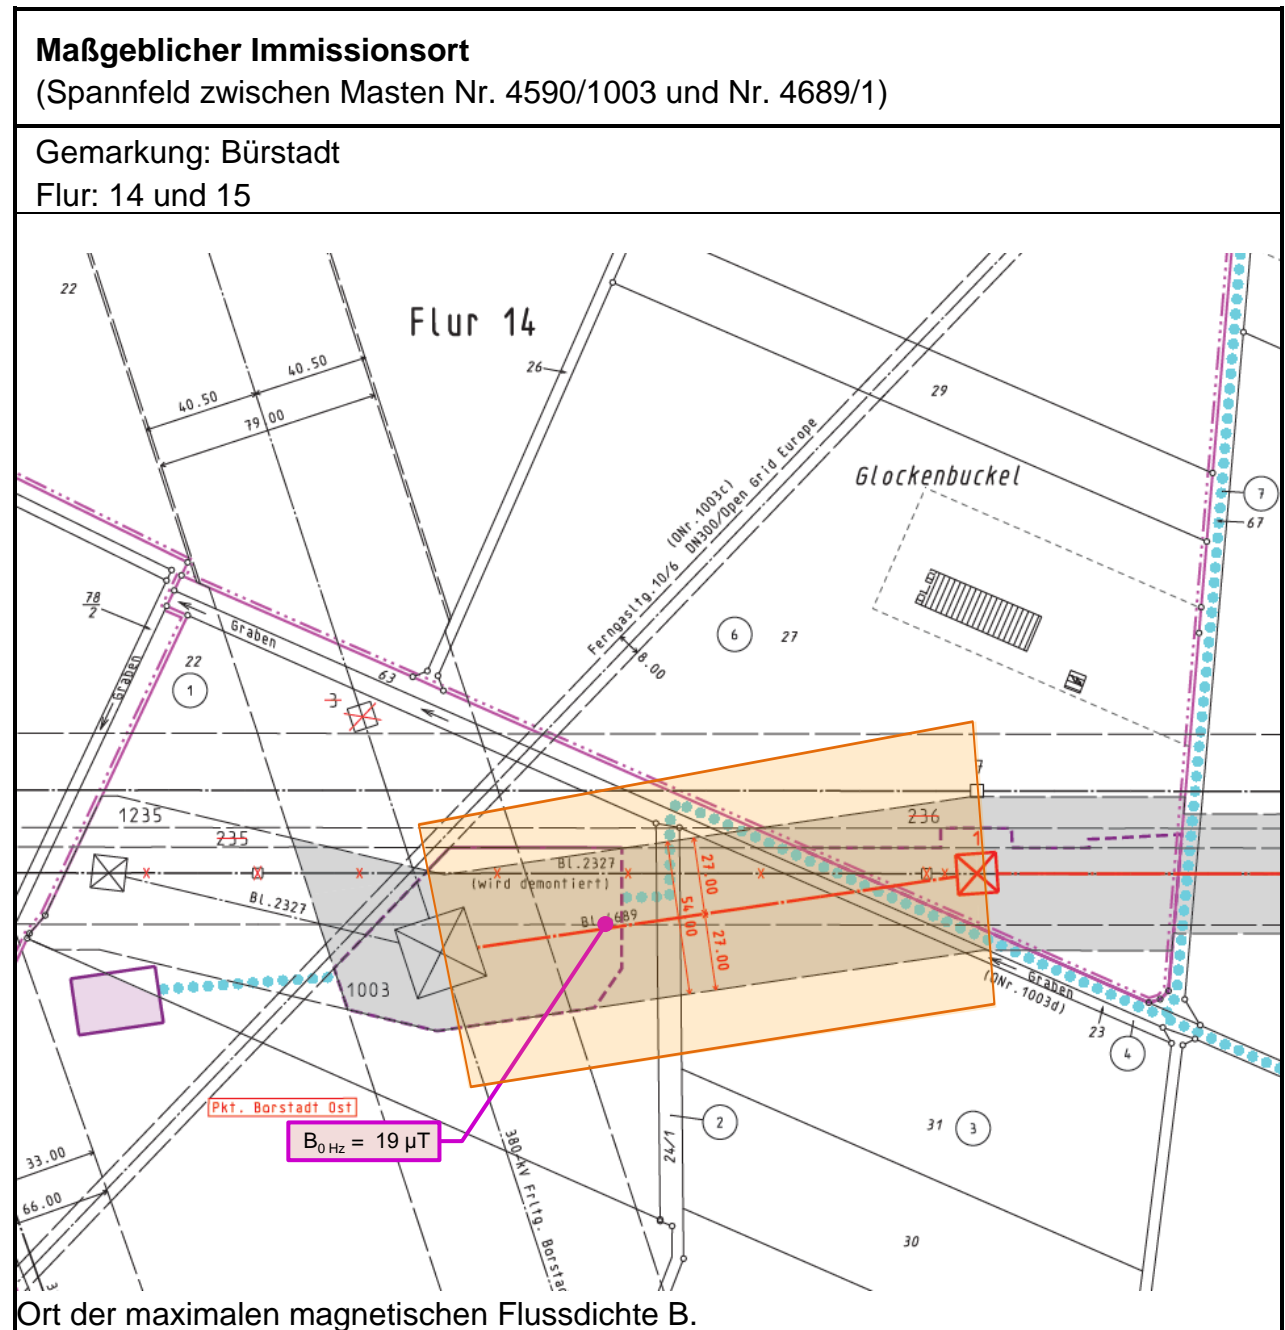 Maßgeblicher Immissionsort
(Spannfeld zwischen Masten Nr. 4590/1003 und Nr. 4689/1)
Gemarkung: Bürstadt
Flur: 14 und 15
22
Flur 14
40.50
40.50
79.00
26
29
Glockenbuckel
7
67
Ferngasltg.10/6 DN300/Open Grid Europe
(ONr.1003c)
8.00
78
2
Graben
Graben
22
1
63
3
6
27
7
1235
235
236
1
Bl.2327
(wird demontiert)
Bl.2327
27.00
54.00
27.00
1003
Graben
(ONr.1003d)
23
4
Pkt. Borstadt Ost
B0 Hz = 19 µT
2
24/1
31
3
33.00
66.00
380-kV Frltg. Borsta
30
3
Ort der maximalen magnetischen Flussdichte B.